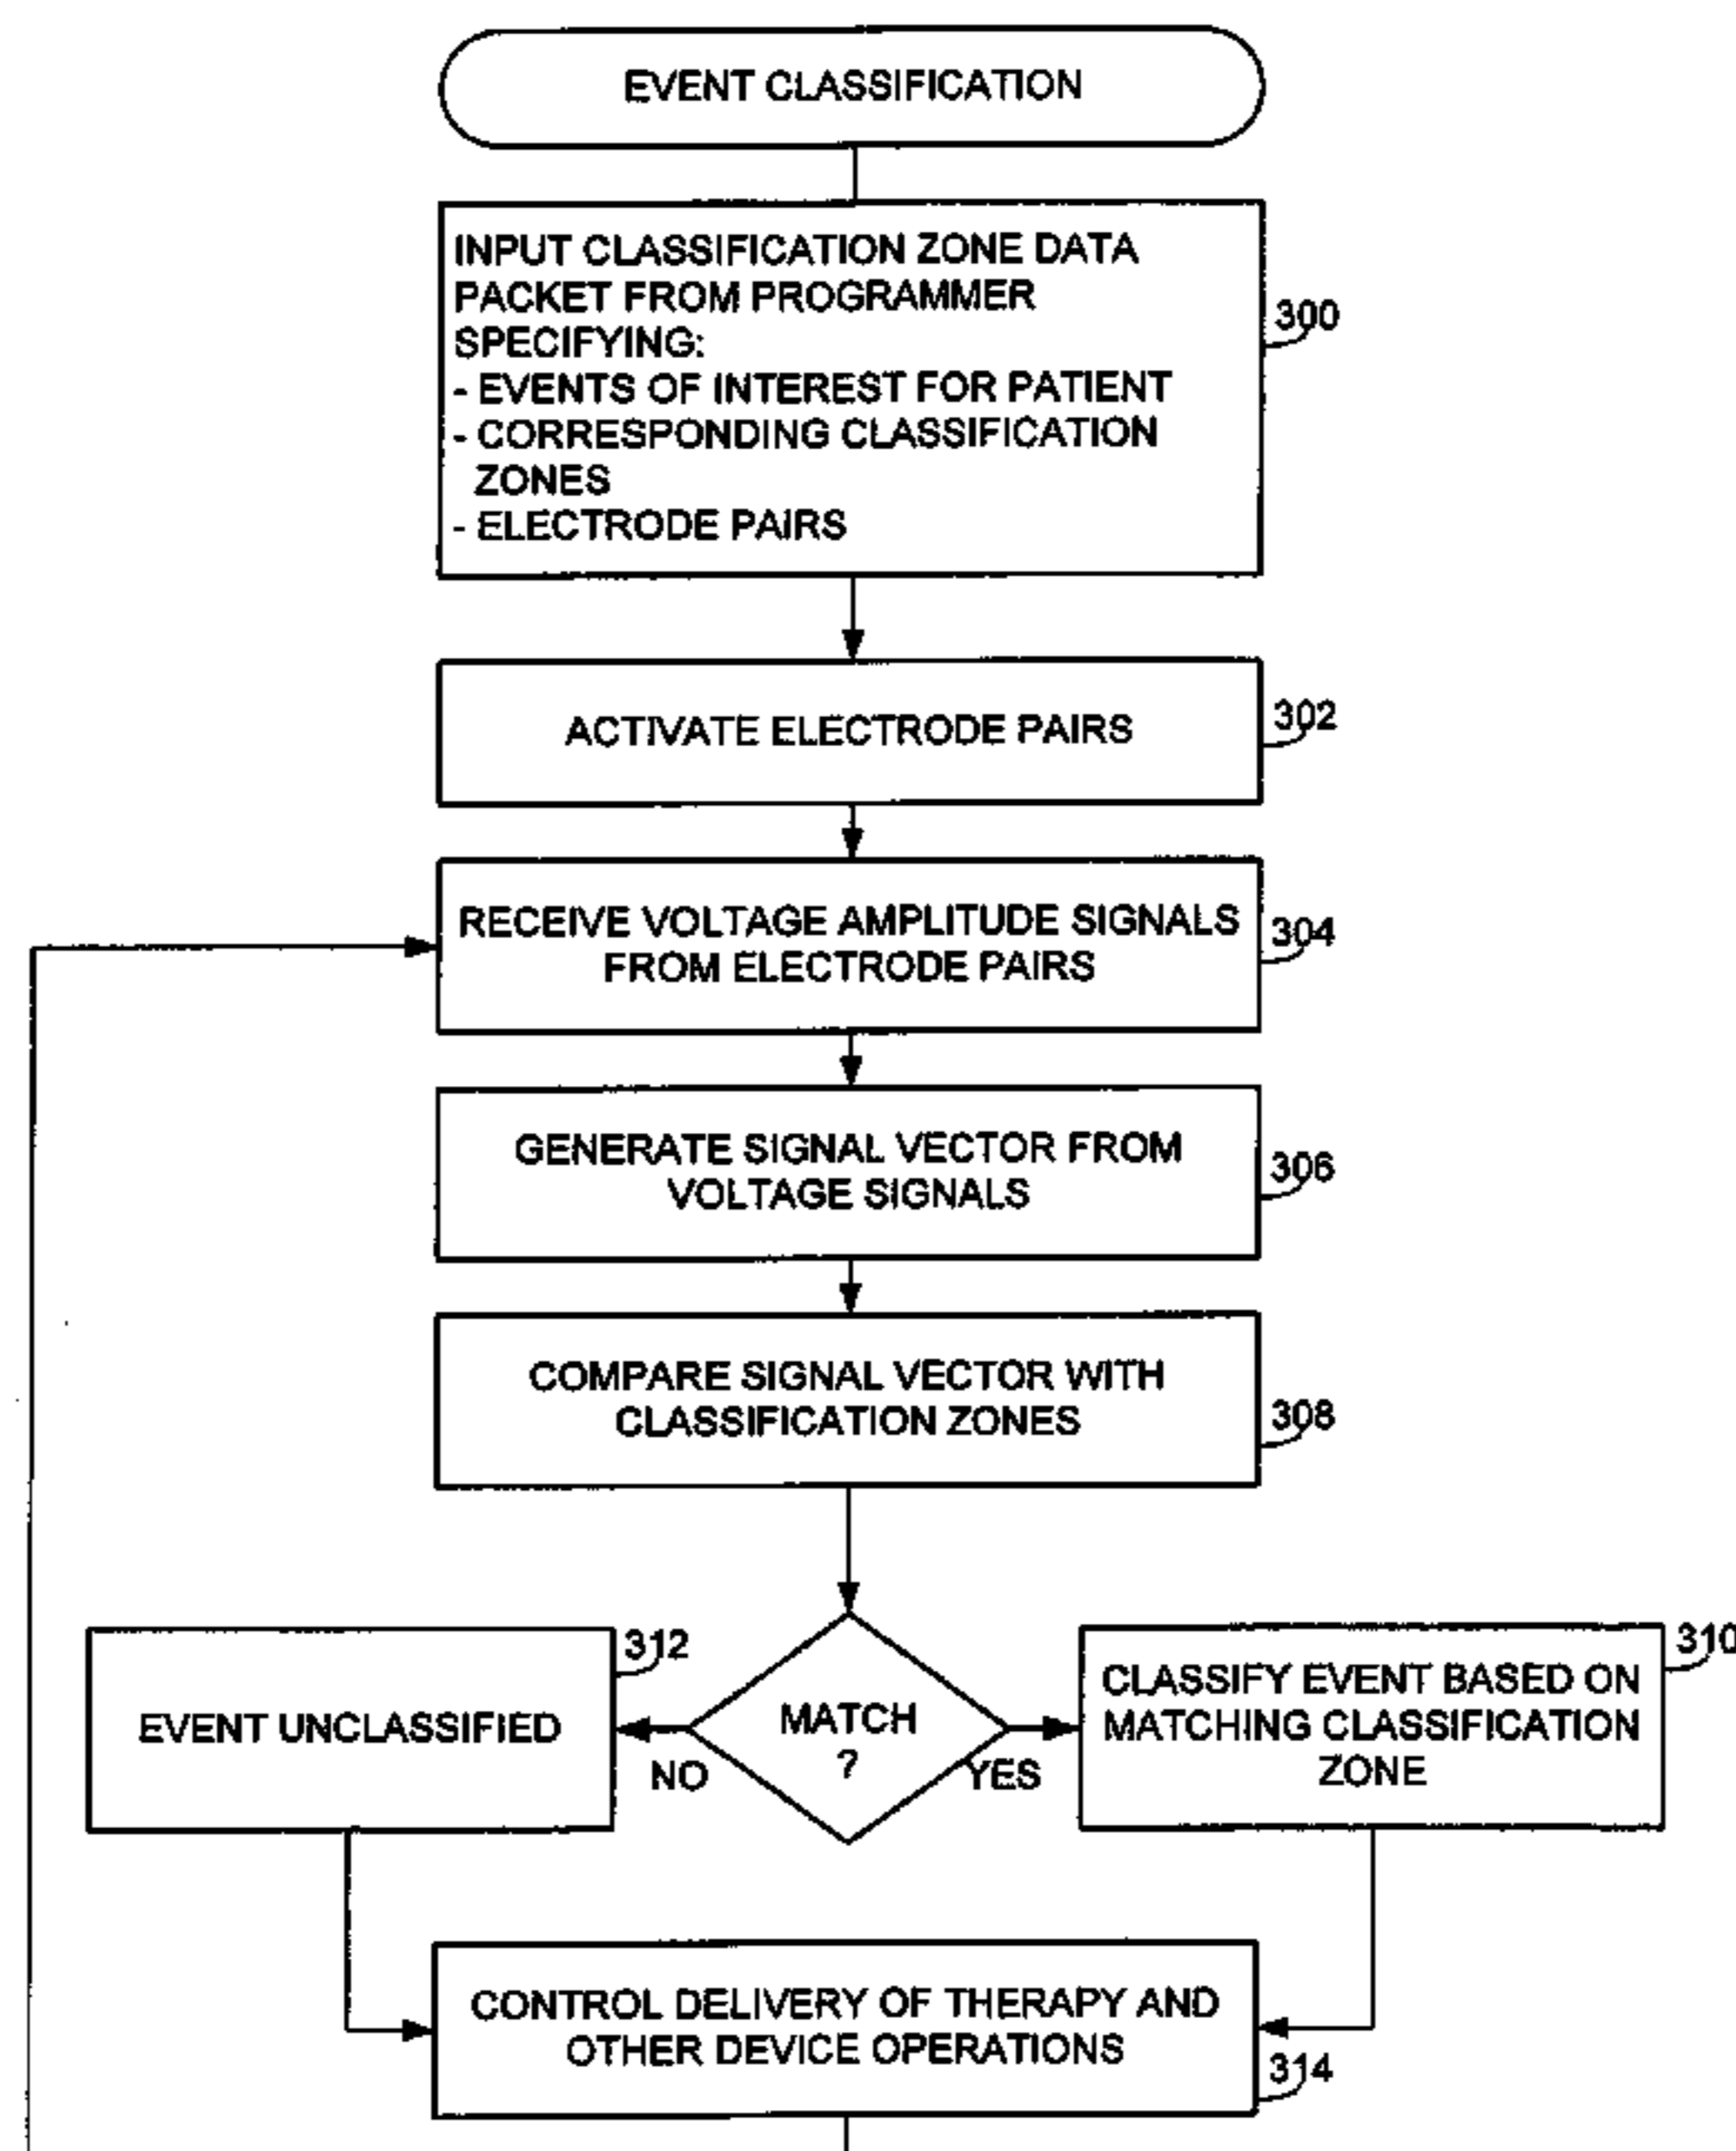 EVENT CLASSIFICATION
INPUT CLASSIFICATION ZONE DATA
PACKET FROM PROGRAMMER
SPECIFYING:
- EVENTS OF INTEREST FOR PATIENT
- CORRESPONDING CLASSIFICATION
ZONES
- ELECTRODE PAIRS
300
ACTIVATE ELECTRODE PAIRS
302
RECEIVE VOLTAGE AMPLITUDE SIGNALS
FROM ELECTRODE PAIRS
304
GENERATE SIGNAL VECTOR FROM
VOLTAGE SIGNALS
306
COMPARE SIGNAL VECTOR WITH
CLASSIFICATION ZONES
308
MATCH
?
NO
YES
EVENT UNCLASSIFIED
312
CLASSIFY EVENT BASED ON
MATCHING CLASSIFICATION
ZONE
310
CONTROL DELIVERY OF THERAPY AND
OTHER DEVICE OPERATIONS
314